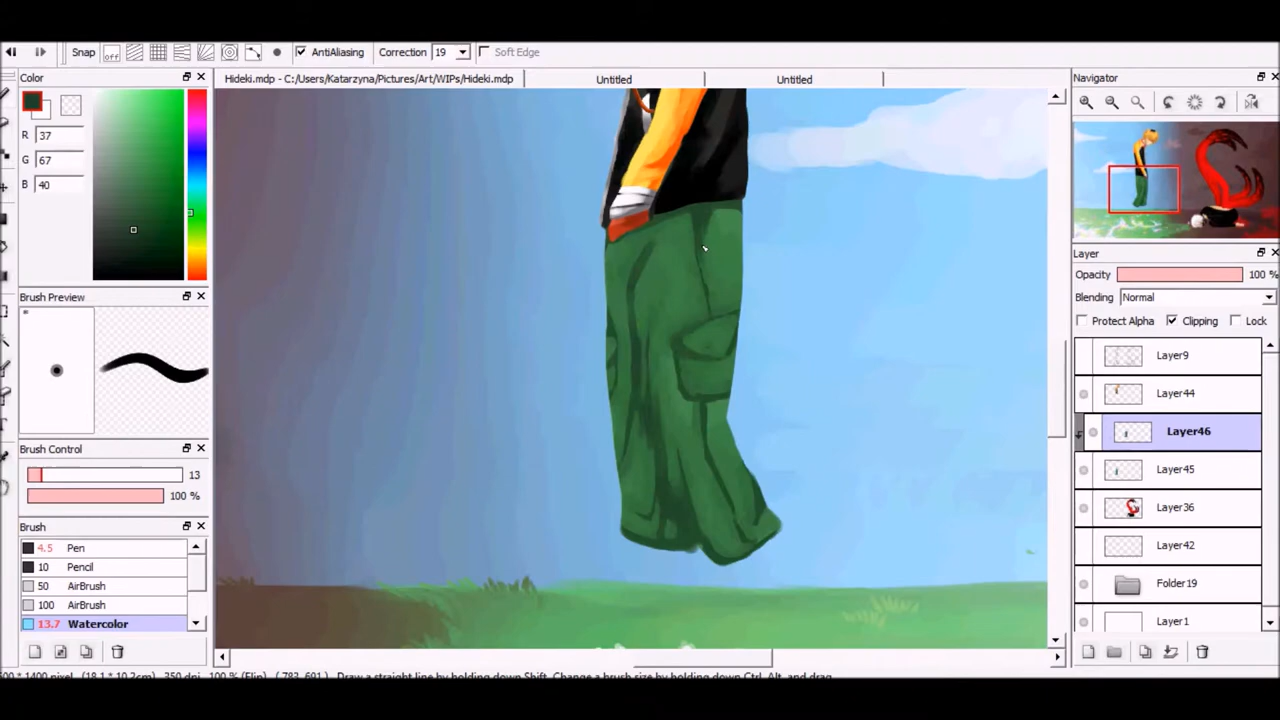 Snap off AntiAliasing Correction 19 Soft Edge
Color
Hideki.mdp - C:/Users/Katarzyna/Pictures/Art/WIPs/Hideki.mdp Untitled Untitled
Navigator
R 37
G 67
B 40
Layer
Opacity 100 %
Brush Preview
Blending Normal
Protect Alpha Clipping Lock
Layer9
Layer44
Layer46
Brush Control
13
Layer45
100 %
Layer36
Brush
4.5 Pen
Layer42
10 Pencil
50 AirBrush
Folder19
100 AirBrush
13.7 Watercolor
Layer1
* 1400 pixel (18.1 * 10.2cm) 350 dpi 100 % (Flip) ( 783, 691 ) Draw a straight line by holding down Shift, Change a brush size by holding down Ctrl, Alt, and drag